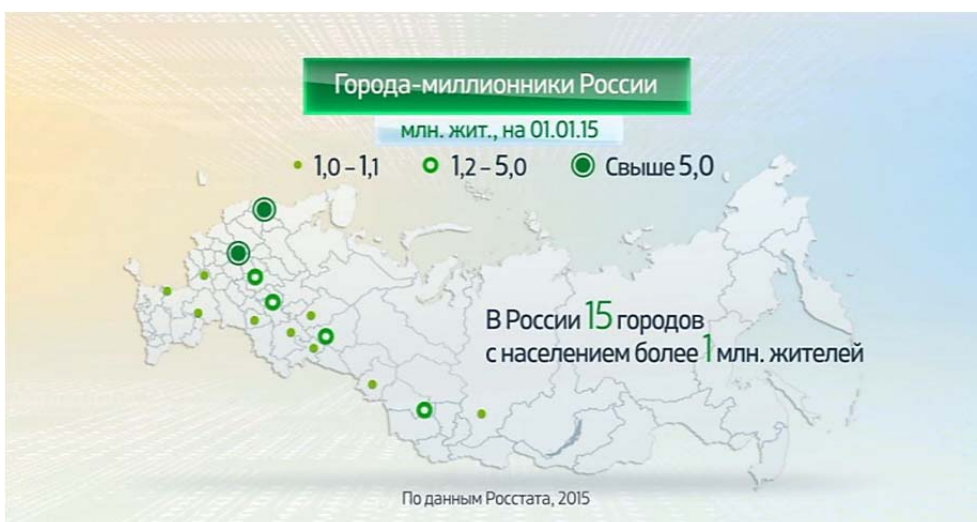 Города-миллионники России
млн. жит., на 01.01.15
1,0 – 1,1 1,2 – 5,0 Свыше 5,0
В России 15 городов
с населением более 1 млн. жителей
По данным Росстата, 2015